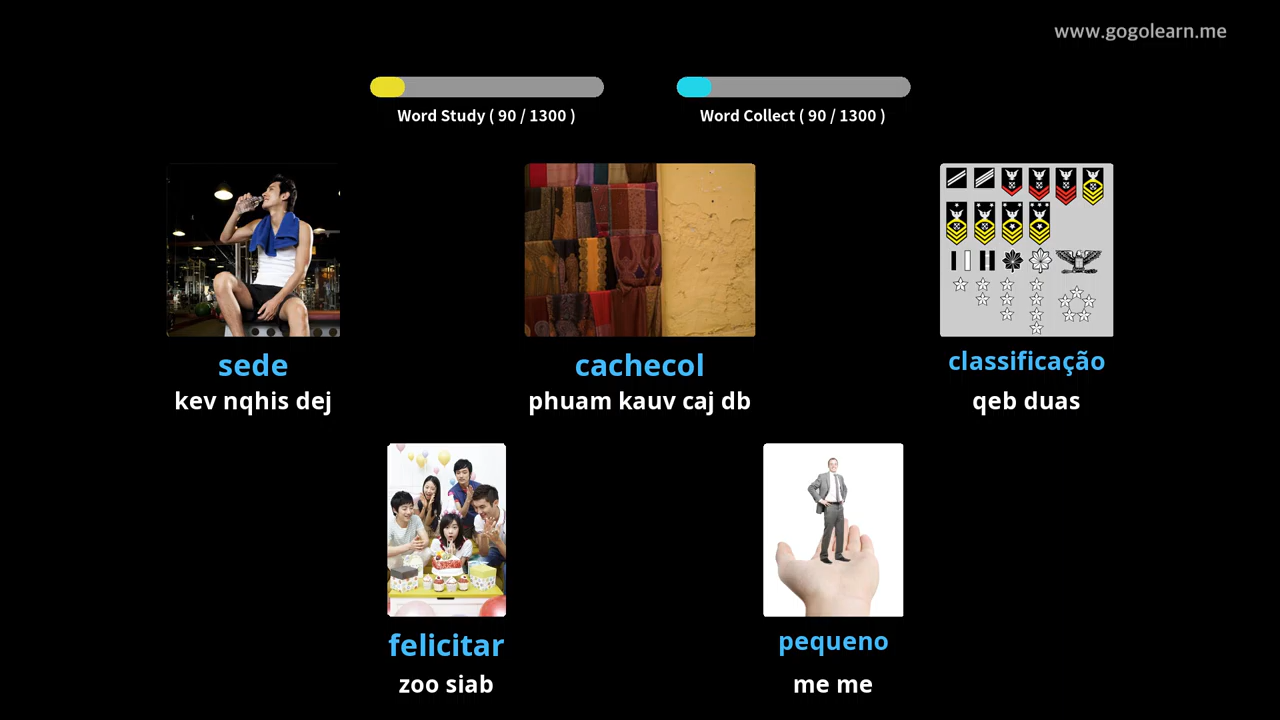 www.gogolearn.me
Word Study ( 90 / 1300 )
Word Collect ( 90 / 1300 )
sede
cachecol
classificação
kev nqhis dej
phuam kauv caj db
qeb duas
felicitar
pequeno
zoo siab
me me